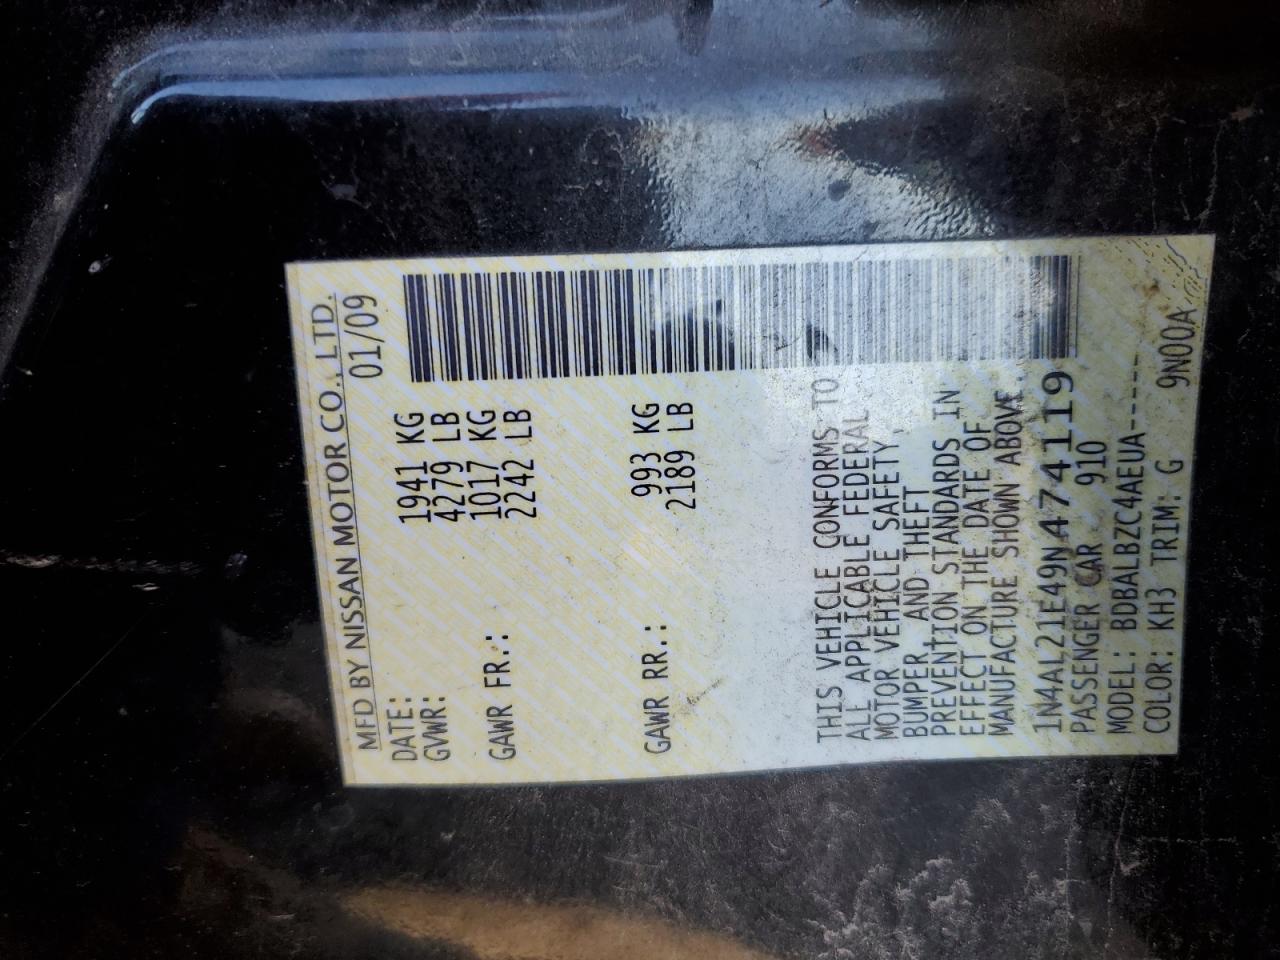 MFD BY NISSAN MOTOR CO., LTD.
DATE: 01/09
GVWR: 1941 KG
4279 LB
GAWR FR.: 1017 KG
2242 LB
GAWR RR.: 993 KG
2189 LB
THIS VEHICLE CONFORMS TO
ALL APPLICABLE FEDERAL
MOTOR VEHICLE SAFETY,
BUMPER, AND THEFT
PREVENTION STANDARDS IN
EFFECT ON THE DATE OF
MANUFACTURE SHOWN ABOVE.
1N4AL21E49N474119
PASSENGER CAR 910
MODEL: BDBALBZC4AEUA-----
COLOR: KH3 TRIM: G 9N00A